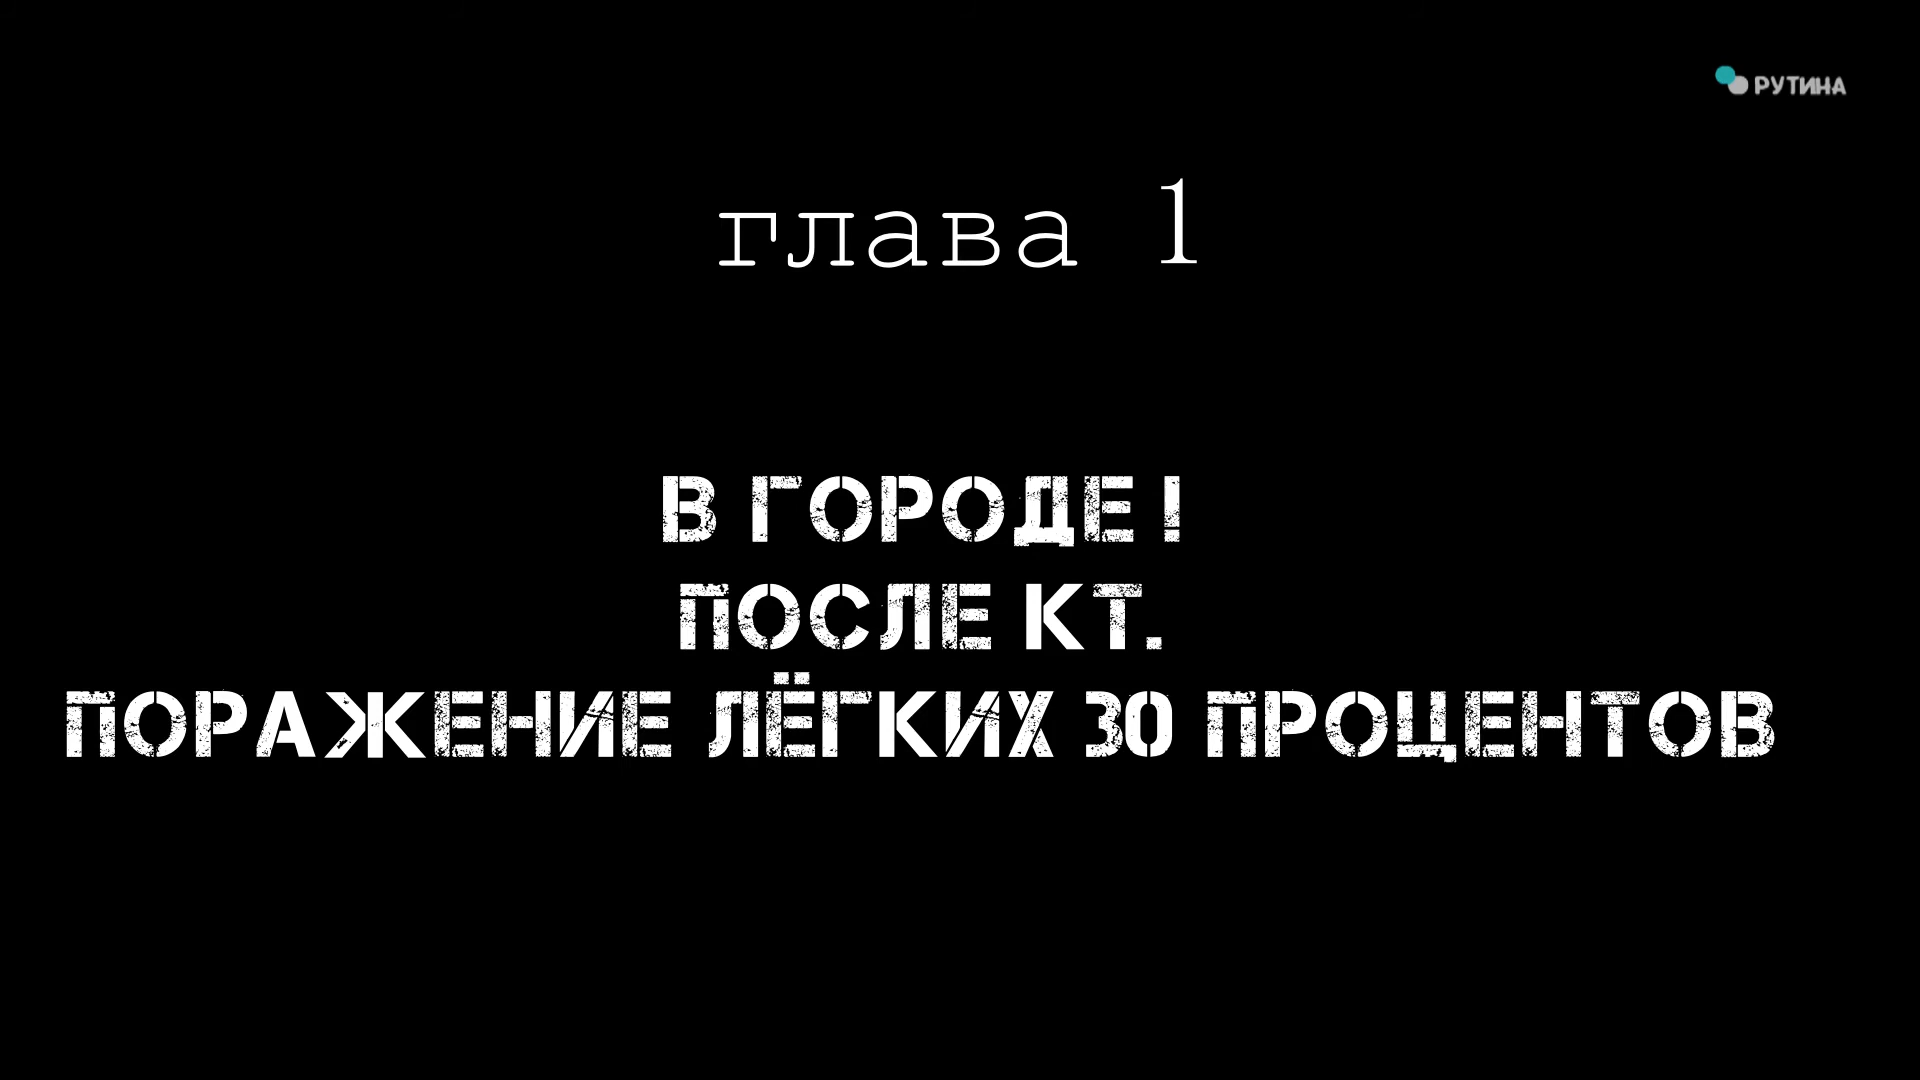 РУТИНА
глава 1
В ГОРОДЕ !
ПОСЛЕ КТ.
ПОРАЖЕНИЕ ЛЁГКИХ 30 ПРОЦЕНТОВ